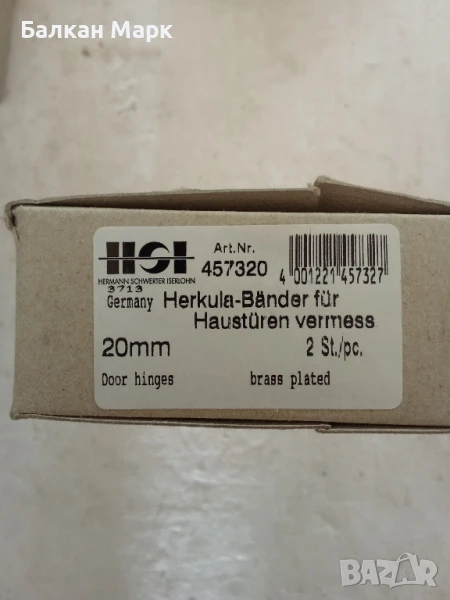 Балкан Марк
HSI
HERMANN SCHWERTER ISERLOHN
3713
Germany
Art.Nr.
457320
4 001221 457327
Herkula-Bänder für
Haustüren vermess
20mm
2 St./pc.
Door hinges
brass plated
BAZAR